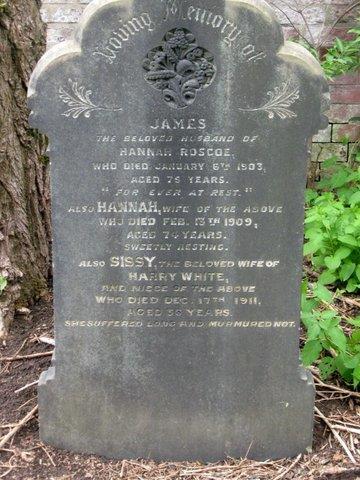 In Loving Memory of
JAMES
THE BELOVED HUSBAND OF
HANNAH ROSCOE,
WHO DIED JANUARY 6TH 1903,
AGED 75 YEARS.
"FOR EVER AT REST."
ALSO HANNAH, WIFE OF THE ABOVE
WHO DIED FEB. 13TH 1909,
AGED 74 YEARS.
SWEETLY RESTING.
ALSO SISSY, THE BELOVED WIFE OF
HARRY WHITE,
AND NIECE OF THE ABOVE
WHO DIED DEC. 17TH 1911,
AGED 36 YEARS.
SHE SUFFERED LONG AND MURMURED NOT.